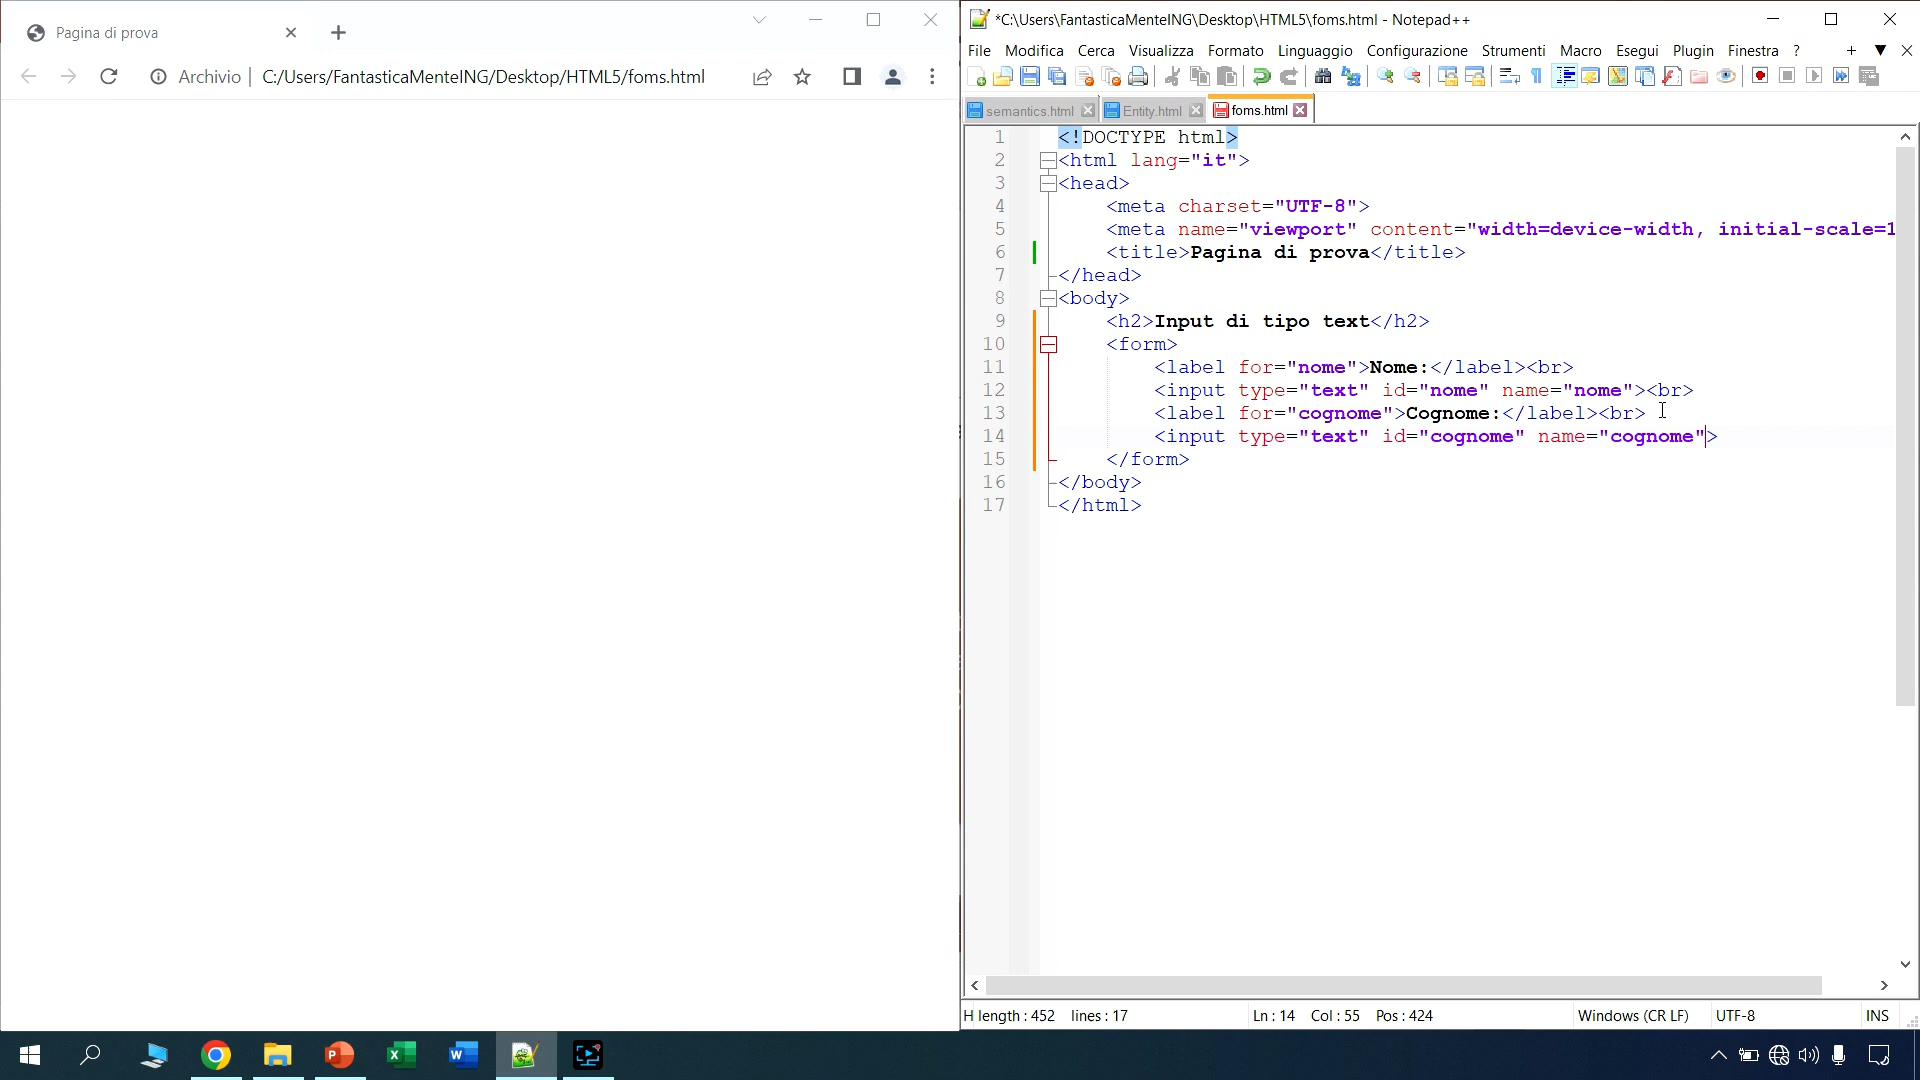 Pagina di prova
Archivio | C:/Users/FantasticaMenteING/Desktop/HTML5/foms.html
*C:\Users\FantasticaMenteING\Desktop\HTML5\foms.html - Notepad++
File Modifica Cerca Visualizza Formato Linguaggio Configurazione Strumenti Macro Esegui Plugin Finestra ?
semantics.html Entity.html foms.html
1 <!DOCTYPE html>
2 <html lang="it">
3 <head>
4 <meta charset="UTF-8">
5 <meta name="viewport" content="width=device-width, initial-scale=1
6 <title>Pagina di prova</title>
7 </head>
8 <body>
9 <h2>Input di tipo text</h2>
10 <form>
11 <label for="nome">Nome:</label><br>
12 <input type="text" id="nome" name="nome"><br>
13 <label for="cognome">Cognome:</label><br>
14 <input type="text" id="cognome" name="cognome">
15 </form>
16 </body>
17 </html>
H length : 452 lines : 17 Ln : 14 Col : 55 Pos : 424 Windows (CR LF) UTF-8 INS